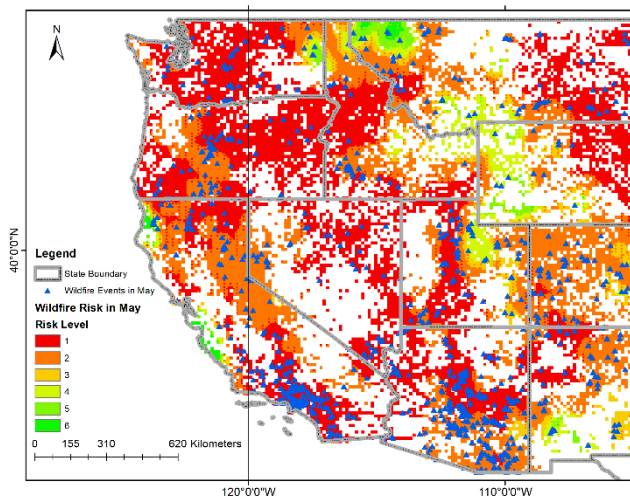 N
40°0'0"N
Legend
State Boundary
Wildfire Events in May
Wildfire Risk in May
Risk Level
1
2
3
4
5
6
0 155 310 620 Kilometers
120°0'0"W 110°0'0"W